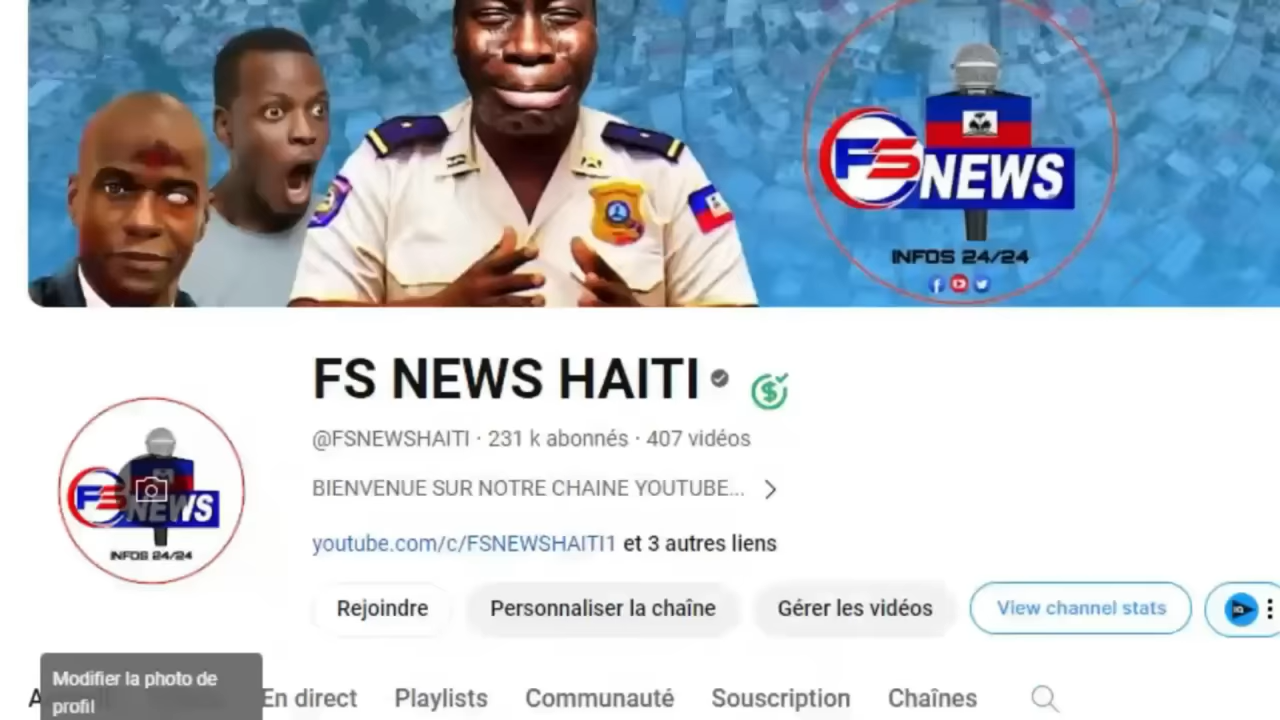 FS NEWS
INFOS 24/24
FS NEWS HAITI
@FSNEWSHAITI · 231 k abonnés · 407 vidéos
BIENVENUE SUR NOTRE CHAINE YOUTUBE...
youtube.com/c/FSNEWSHAITI1 et 3 autres liens
FS NEWS
INFOS 24/24
Rejoindre Personnaliser la chaîne Gérer les vidéos View channel stats
Modifier la photo de
profil
En direct Playlists Communauté Souscription Chaînes